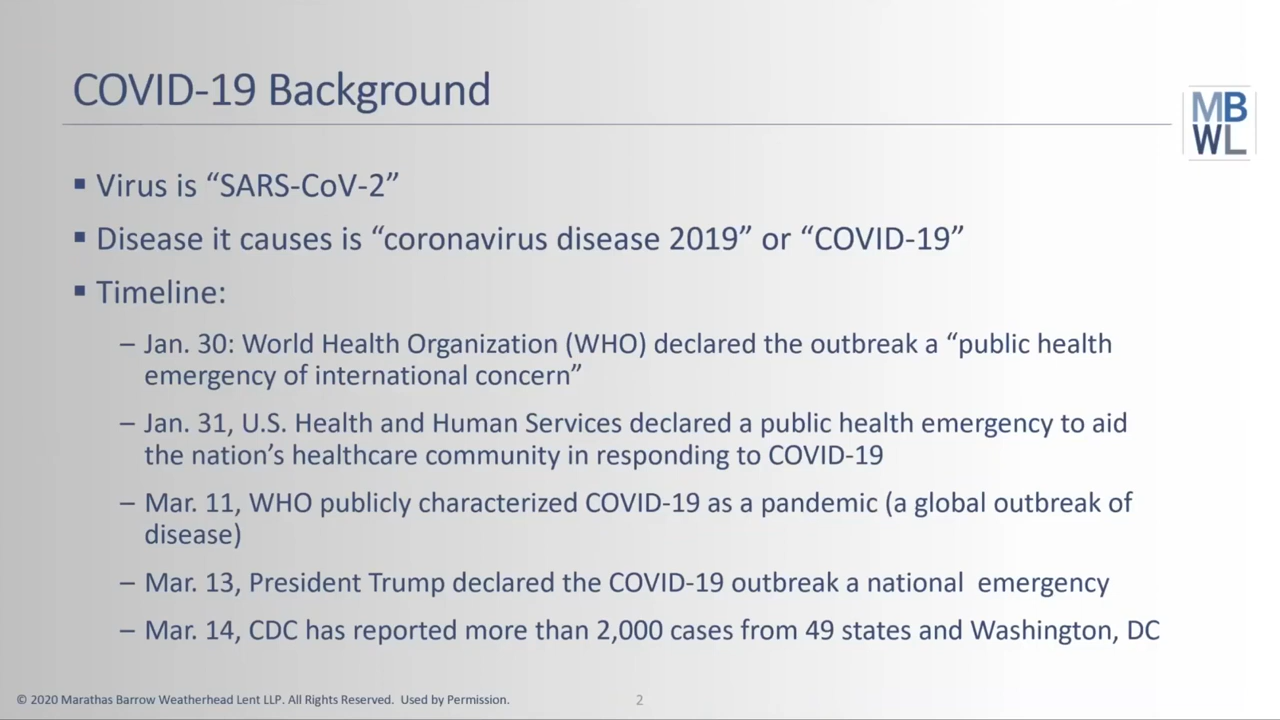 COVID-19 Background
MB
WL
▪ Virus is “SARS-CoV-2”
▪ Disease it causes is “coronavirus disease 2019” or “COVID-19”
▪ Timeline:
– Jan. 30: World Health Organization (WHO) declared the outbreak a “public health
emergency of international concern”
– Jan. 31, U.S. Health and Human Services declared a public health emergency to aid
the nation’s healthcare community in responding to COVID-19
– Mar. 11, WHO publicly characterized COVID-19 as a pandemic (a global outbreak of
disease)
– Mar. 13, President Trump declared the COVID-19 outbreak a national  emergency
– Mar. 14, CDC has reported more than 2,000 cases from 49 states and Washington, DC
© 2020 Marathas Barrow Weatherhead Lent LLP. All Rights Reserved.  Used by Permission.
2